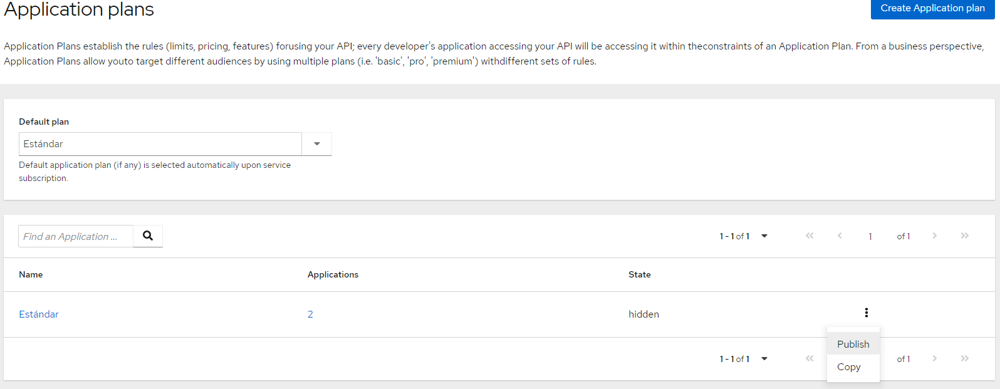 Application plans
Create Application plan
Application Plans establish the rules (limits, pricing, features) forusing your API; every developer's application accessing your API will be accessing it within theconstraints of an Application Plan. From a business perspective,
Application Plans allow youto target different audiences by using multiple plans (i.e. 'basic', 'pro', 'premium') withdifferent sets of rules.
Default plan
Estándar
Default application plan (if any) is selected automatically upon service
subscription.
Find an Application ...
1 - 1 of 1
1 of 1
Name Applications State
Estándar 2 hidden
Publish
1 - 1 of 1
of 1
Copy